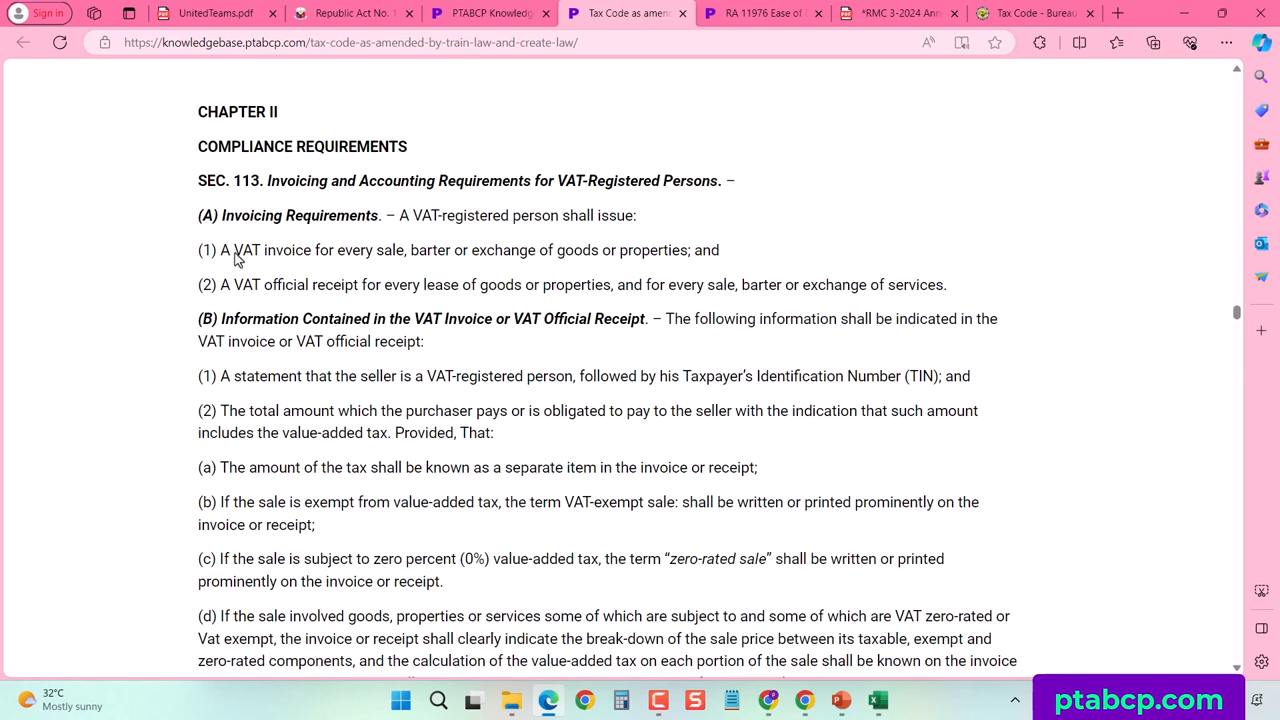 Sign in
UnitedTeams.pdf
Republic Act No. 1
PTABCP Knowledg
Tax Code as amen
RA 11976 Ease of
*RMC 3-2024 Ann
Tax Code - Bureau
https://knowledgebase.ptabcp.com/tax-code-as-amended-by-train-law-and-create-law/
CHAPTER II
COMPLIANCE REQUIREMENTS
SEC. 113. Invoicing and Accounting Requirements for VAT-Registered Persons. –
(A) Invoicing Requirements. – A VAT-registered person shall issue:
(1) A VAT invoice for every sale, barter or exchange of goods or properties; and
(2) A VAT official receipt for every lease of goods or properties, and for every sale, barter or exchange of services.
(B) Information Contained in the VAT Invoice or VAT Official Receipt. – The following information shall be indicated in the
VAT invoice or VAT official receipt:
(1) A statement that the seller is a VAT-registered person, followed by his Taxpayer’s Identification Number (TIN); and
(2) The total amount which the purchaser pays or is obligated to pay to the seller with the indication that such amount
includes the value-added tax. Provided, That:
(a) The amount of the tax shall be known as a separate item in the invoice or receipt;
(b) If the sale is exempt from value-added tax, the term VAT-exempt sale: shall be written or printed prominently on the
invoice or receipt;
(c) If the sale is subject to zero percent (0%) value-added tax, the term “zero-rated sale” shall be written or printed
prominently on the invoice or receipt.
(d) If the sale involved goods, properties or services some of which are subject to and some of which are VAT zero-rated or
Vat exempt, the invoice or receipt shall clearly indicate the break-down of the sale price between its taxable, exempt and
zero-rated components, and the calculation of the value-added tax on each portion of the sale shall be known on the invoice
32°C
Mostly sunny
ptabcp.com